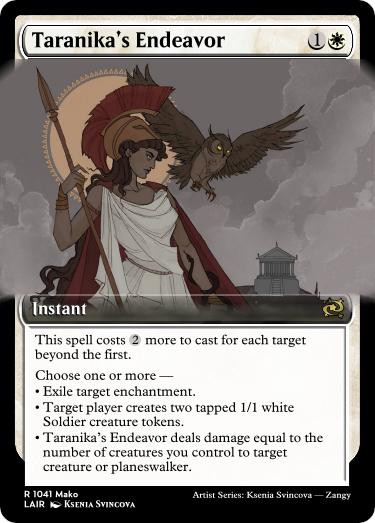 Taranika's Endeavor 1
Instant
This spell costs 2 more to cast for each target
beyond the first.
Choose one or more —
• Exile target enchantment.
• Target player creates two tapped 1/1 white
Soldier creature tokens.
• Taranika's Endeavor deals damage equal to the
number of creatures you control to target
creature or planeswalker.
R 1041 Mako
LAIR Ksenia Svincova
Artist Series: Ksenia Svincova — Zangy